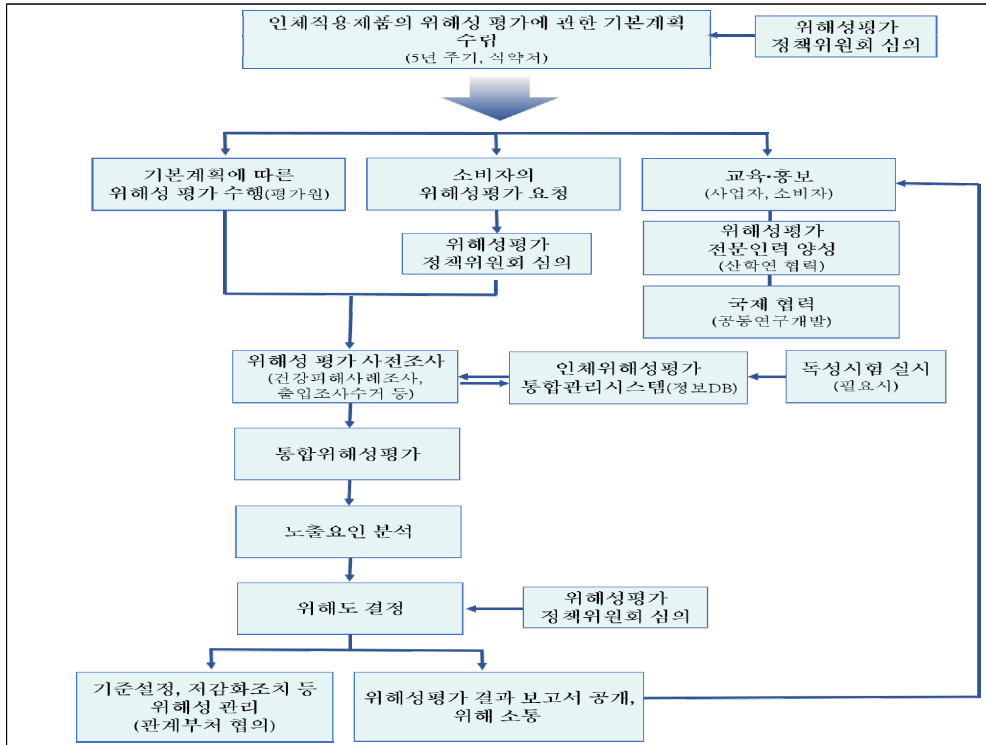 인체적용제품의 위해성 평가에 관한 기본계획
수립
(5년 주기, 식약처)
위해성평가
정책위원회 심의
기본계획에 따른
위해성 평가 수행(평가원)
소비자의
위해성평가 요청
교육·홍보
(사업자, 소비자)
위해성평가
정책위원회 심의
위해성평가
전문인력 양성
(산학연 협력)
국제 협력
(공동연구개발)
위해성 평가 사전조사
(건강피해사례조사,
출입조사수거 등)
인체위해성평가
통합관리시스템(정보DB)
독성시험 실시
(필요시)
통합위해성평가
노출요인 분석
위해도 결정
위해성평가
정책위원회 심의
기준설정, 저감화조치 등
위해성 관리
(관계부처 협의)
위해성평가 결과 보고서 공개,
위해 소통